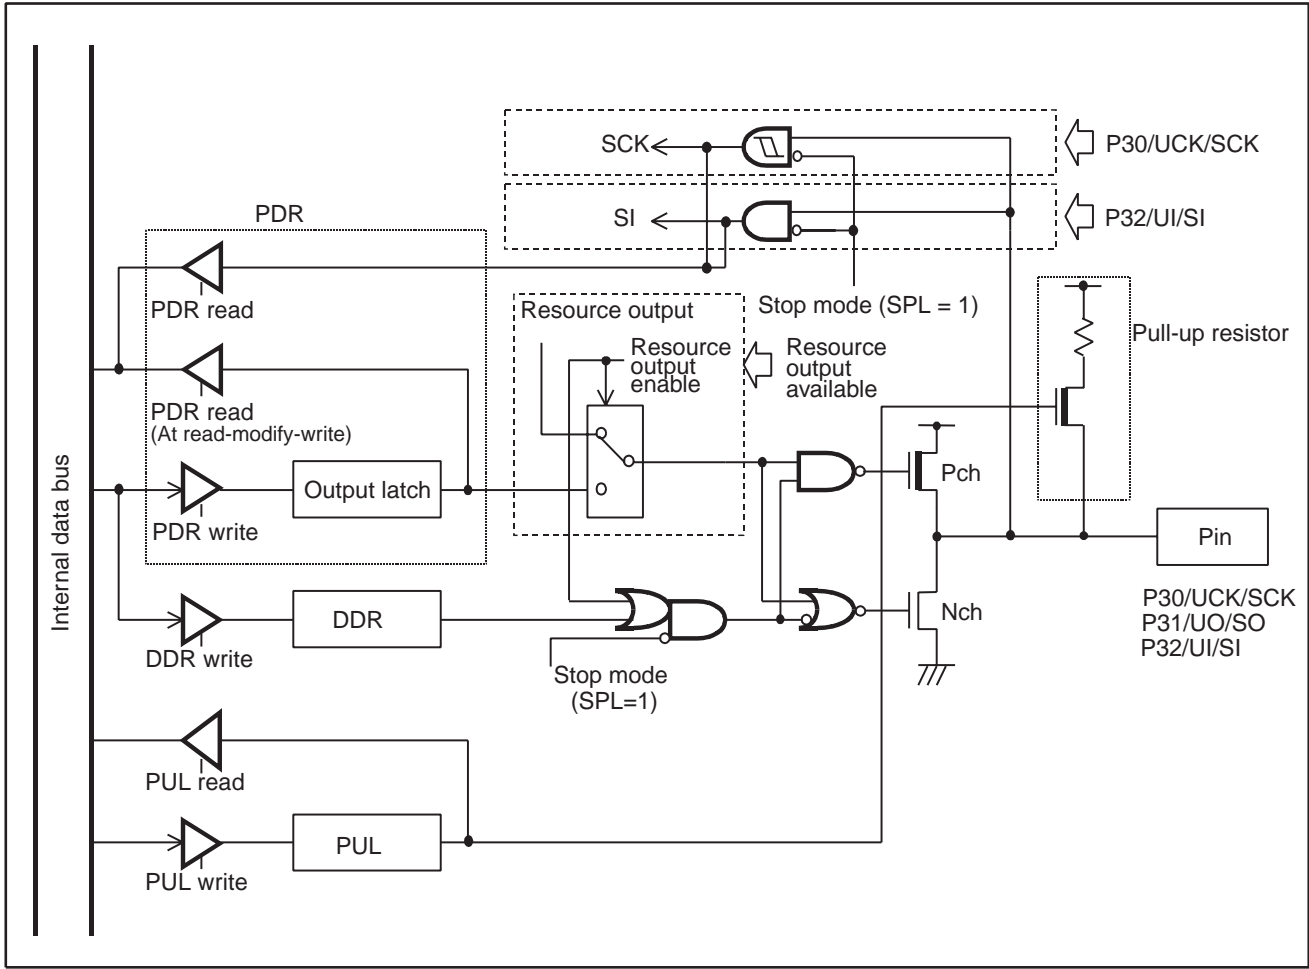 SCK
P30/UCK/SCK
SI
P32/UI/SI
PDR
PDR read
Stop mode (SPL = 1)
Resource output
Resource
output
enable
Resource
output
available
Pull-up resistor
PDR read
(At read-modify-write)
Output latch
PDR write
Pch
Pin
Internal data bus
DDR
DDR write
Nch
P30/UCK/SCK
P31/UO/SO
P32/UI/SI
Stop mode
(SPL=1)
PUL read
PUL
PUL write